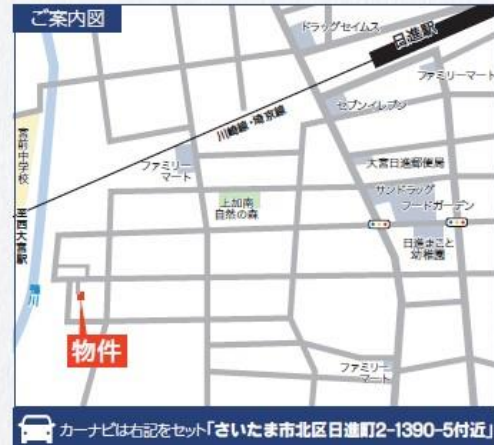 ご案内図
ドラッグセイムス
日進駅
ファミリーマート
セブンイレブン
川越線・埼京線
宮前中学校
ファミリー
マート
大宮日進郵便局
サンドラッグ
フードガーデン
上加南
自然の森
至西大宮駅
日進まこと
幼稚園
鴨川
物件
ファミリー
マート
カーナビは右記をセット「さいたま市北区日進町2-1390-5付近」